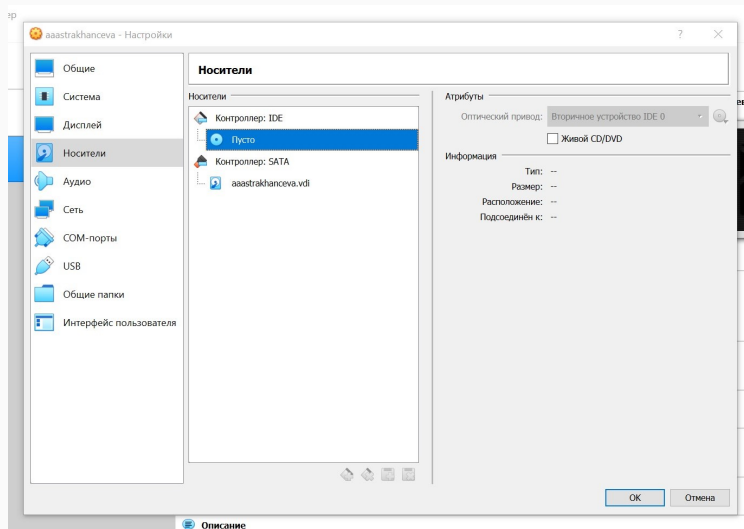 ер
aaastrakhanceva - Настройки
?
Общие
Система
Дисплей
Носители
Аудио
Сеть
COM-порты
USB
Общие папки
Интерфейс пользователя
Носители
Носители
Контроллер: IDE
Пусто
Контроллер: SATA
aaastrakhanceva.vdi
Атрибуты
Оптический привод: Вторичное устройство IDE 0
Живой CD/DVD
Информация
Тип: --
Размер: --
Расположение: --
Подсоединён к: --
OK
Отмена
Описание